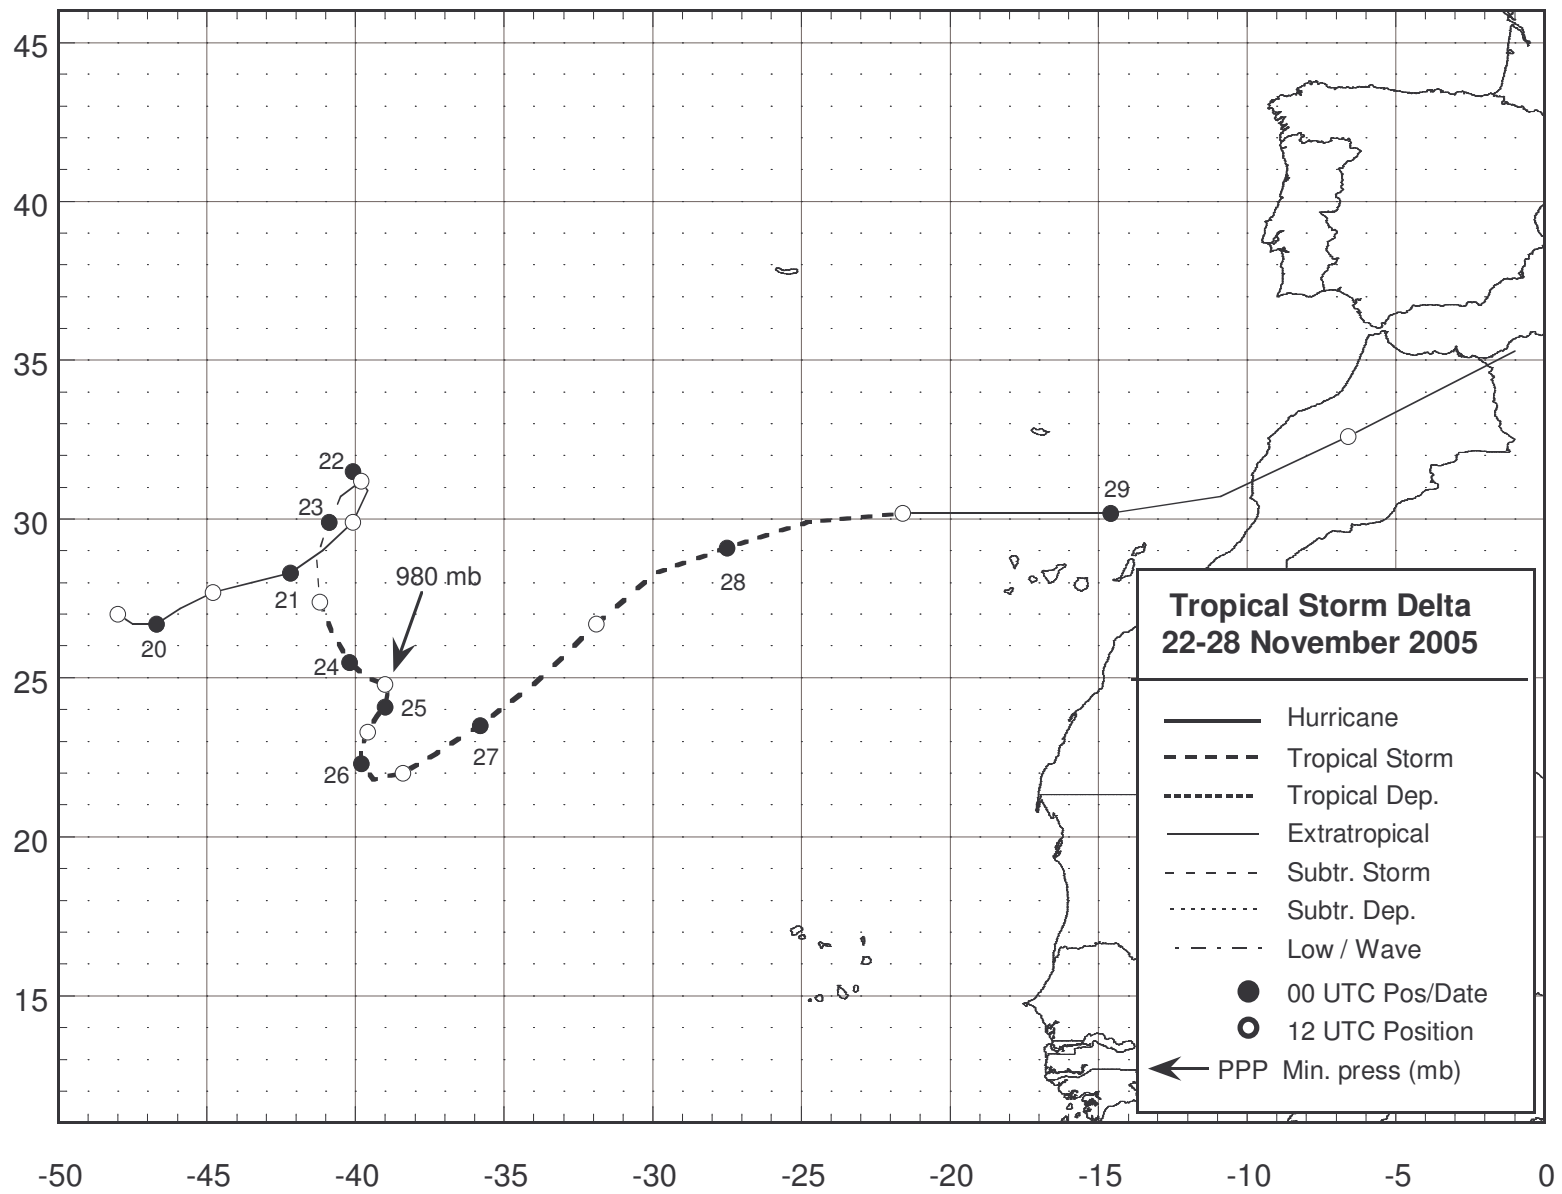 45
40
35
30
25
20
15
22
23
29
980 mb
28
21
20
24
25
27
26
Tropical Storm Delta
22-28 November 2005
Hurricane
Tropical Storm
Tropical Dep.
Extratropical
Subtr. Storm
Subtr. Dep.
Low / Wave
00 UTC Pos/Date
12 UTC Position
PPP Min. press (mb)
-50 -45 -40 -35 -30 -25 -20 -15 -10 -5 0